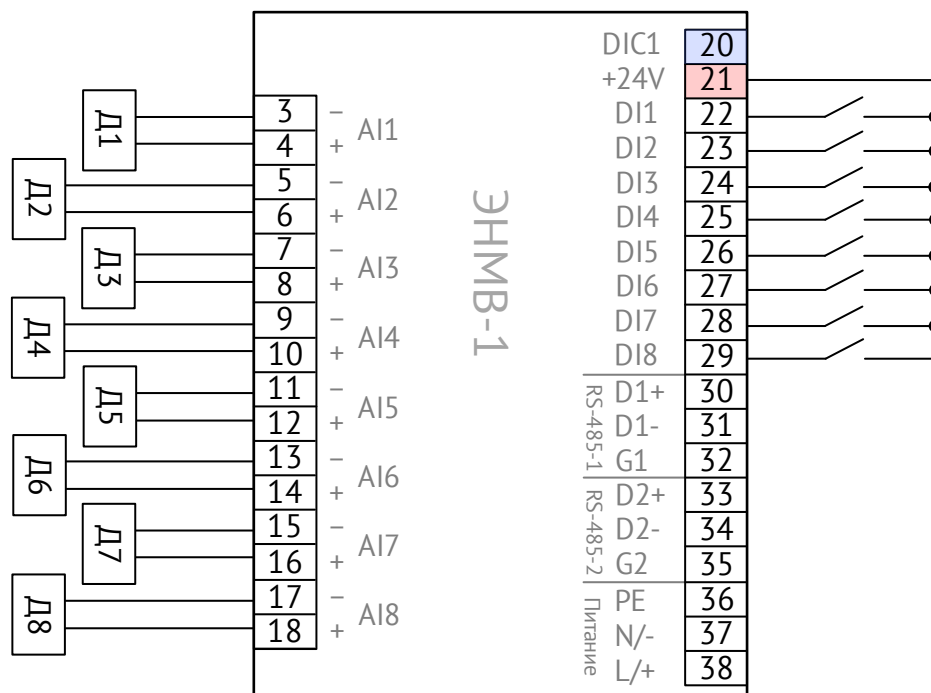 Д1
Д2
Д3
Д4
Д5
Д6
Д7
Д8
3 − AI1
4 +
5 − AI2
6 +
7 − AI3
8 +
9 − AI4
10 +
11 − AI5
12 +
13 − AI6
14 +
15 − AI7
16 +
17 − AI8
18 +
ЭНМВ-1
DIC1 20
+24V 21
DI1 22
DI2 23
DI3 24
DI4 25
DI5 26
DI6 27
DI7 28
DI8 29
RS-485-1
D1+ 30
D1- 31
G1 32
RS-485-2
D2+ 33
D2- 34
G2 35
Питание
PE 36
N/- 37
L/+ 38